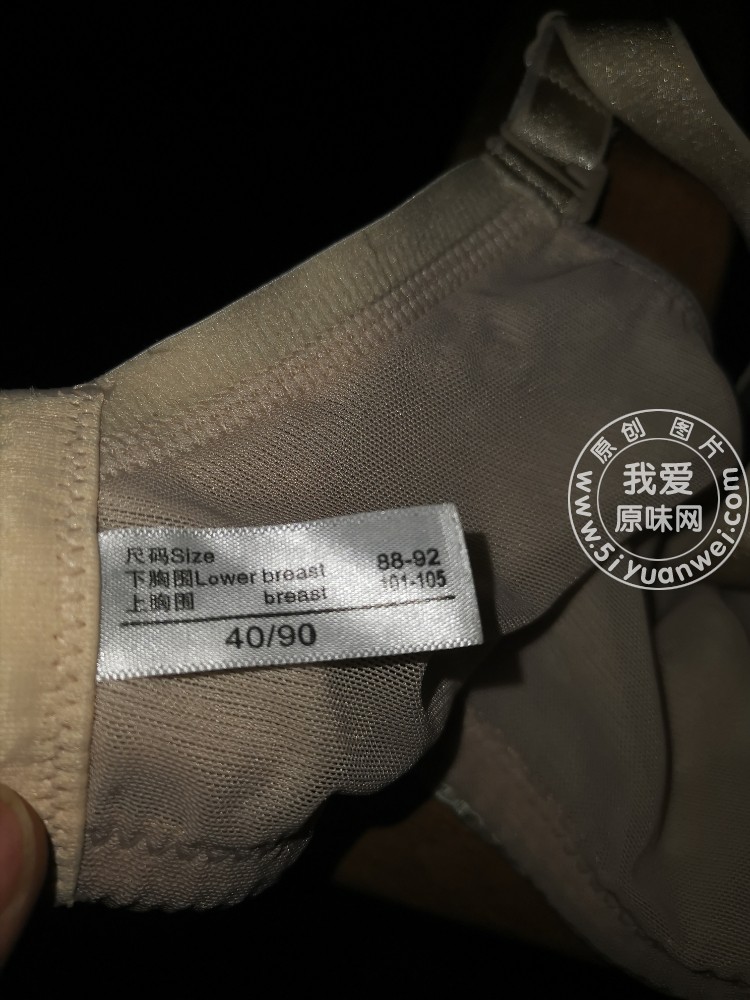 原创 图片
我爱
原味网
www.5iyuanwei.com
尺码Size
下胸围Lower breast 88-92
上胸围 breast 101-105
40/90